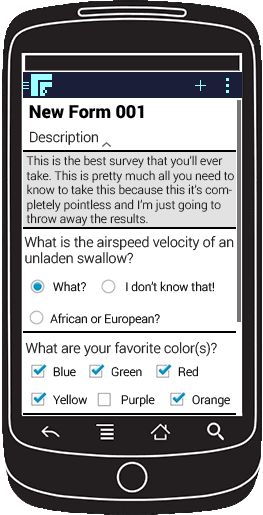 New Form 001
Description
This is the best survey that you'll ever
take. This is pretty much all you need to
know to take this because this it's com-
pletely pointless and I'm just going to
throw away the results.
What is the airspeed velocity of an
unladen swallow?
What? I don't know that!
African or European?
What are your favorite color(s)?
Blue Green Red
Yellow Purple Orange